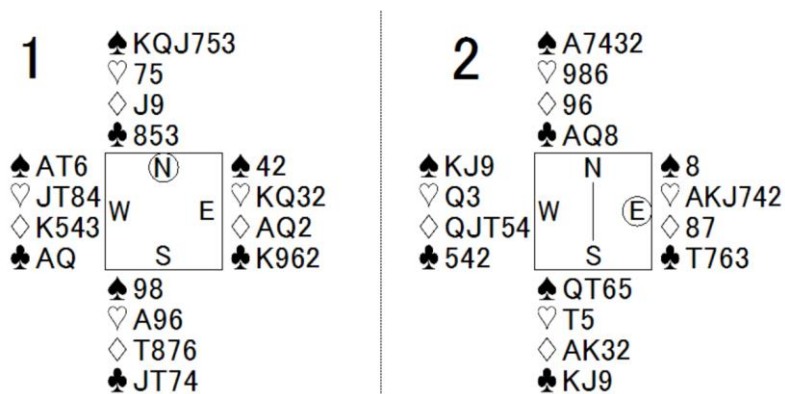 1
♠KQJ753
♡75
♢J9
♣853
♠AT6
♡JT84
♢K543
♣AQ
N
W E
S
♠42
♡KQ32
♢AQ2
♣K962
♠98
♡A96
♢T876
♣JT74
2
♠A7432
♡986
♢96
♣AQ8
♠KJ9
♡Q3
♢QJT54
♣542
N
W E
S
♠8
♡AKJ742
♢87
♣T763
♠QT65
♡T5
♢AK32
♣KJ9